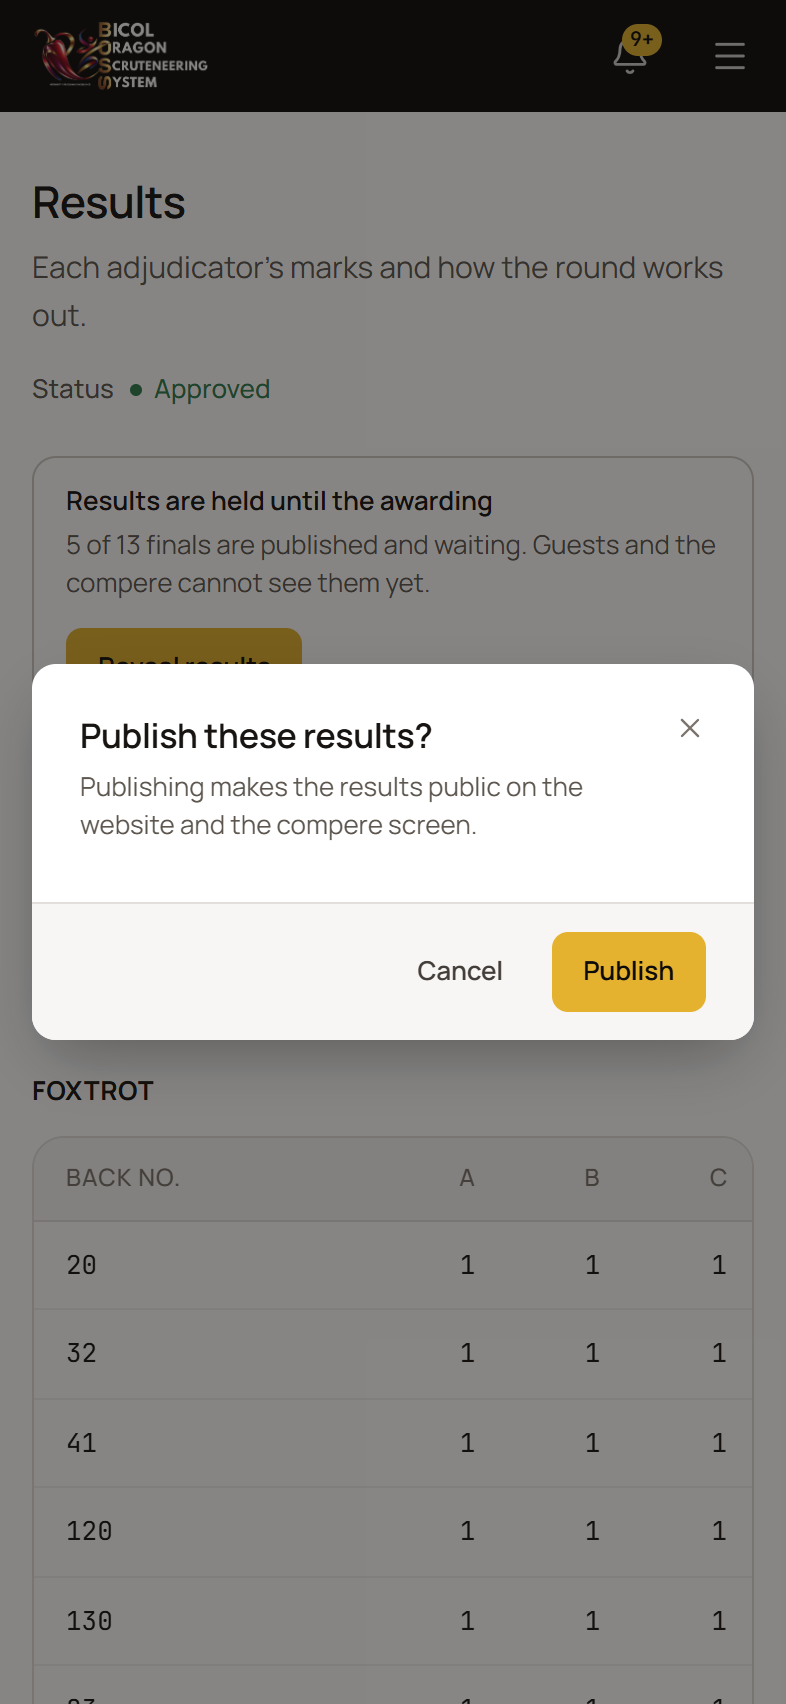 BICOL
DRAGON
SCRUTENEERING
SYSTEM
9+
Results
Each adjudicator's marks and how the round works
out.
Status • Approved
Results are held until the awarding
5 of 13 finals are published and waiting. Guests and the
compere cannot see them yet.
Reveal results
Publish these results?
Publishing makes the results public on the
website and the compere screen.
Cancel Publish
FOXTROT
BACK NO. A B C
20 1 1 1
32 1 1 1
41 1 1 1
120 1 1 1
130 1 1 1